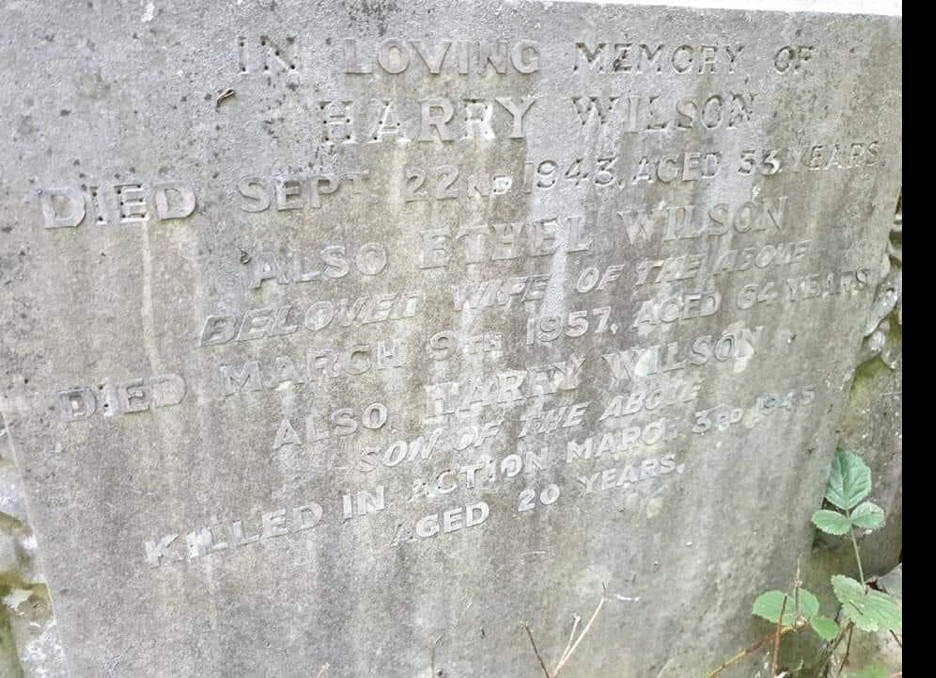 IN LOVING MEMORY OF
HARRY WILSON
DIED SEPT 22ND 1943, AGED 53 YEARS.
ALSO ETHEL WILSON
BELOVED WIFE OF THE ABOVE
DIED MARCH 9TH 1957, AGED 64 YEARS.
ALSO HARRY WILSON
SON OF THE ABOVE
KILLED IN ACTION MARCH 3RD 1945
AGED 20 YEARS.